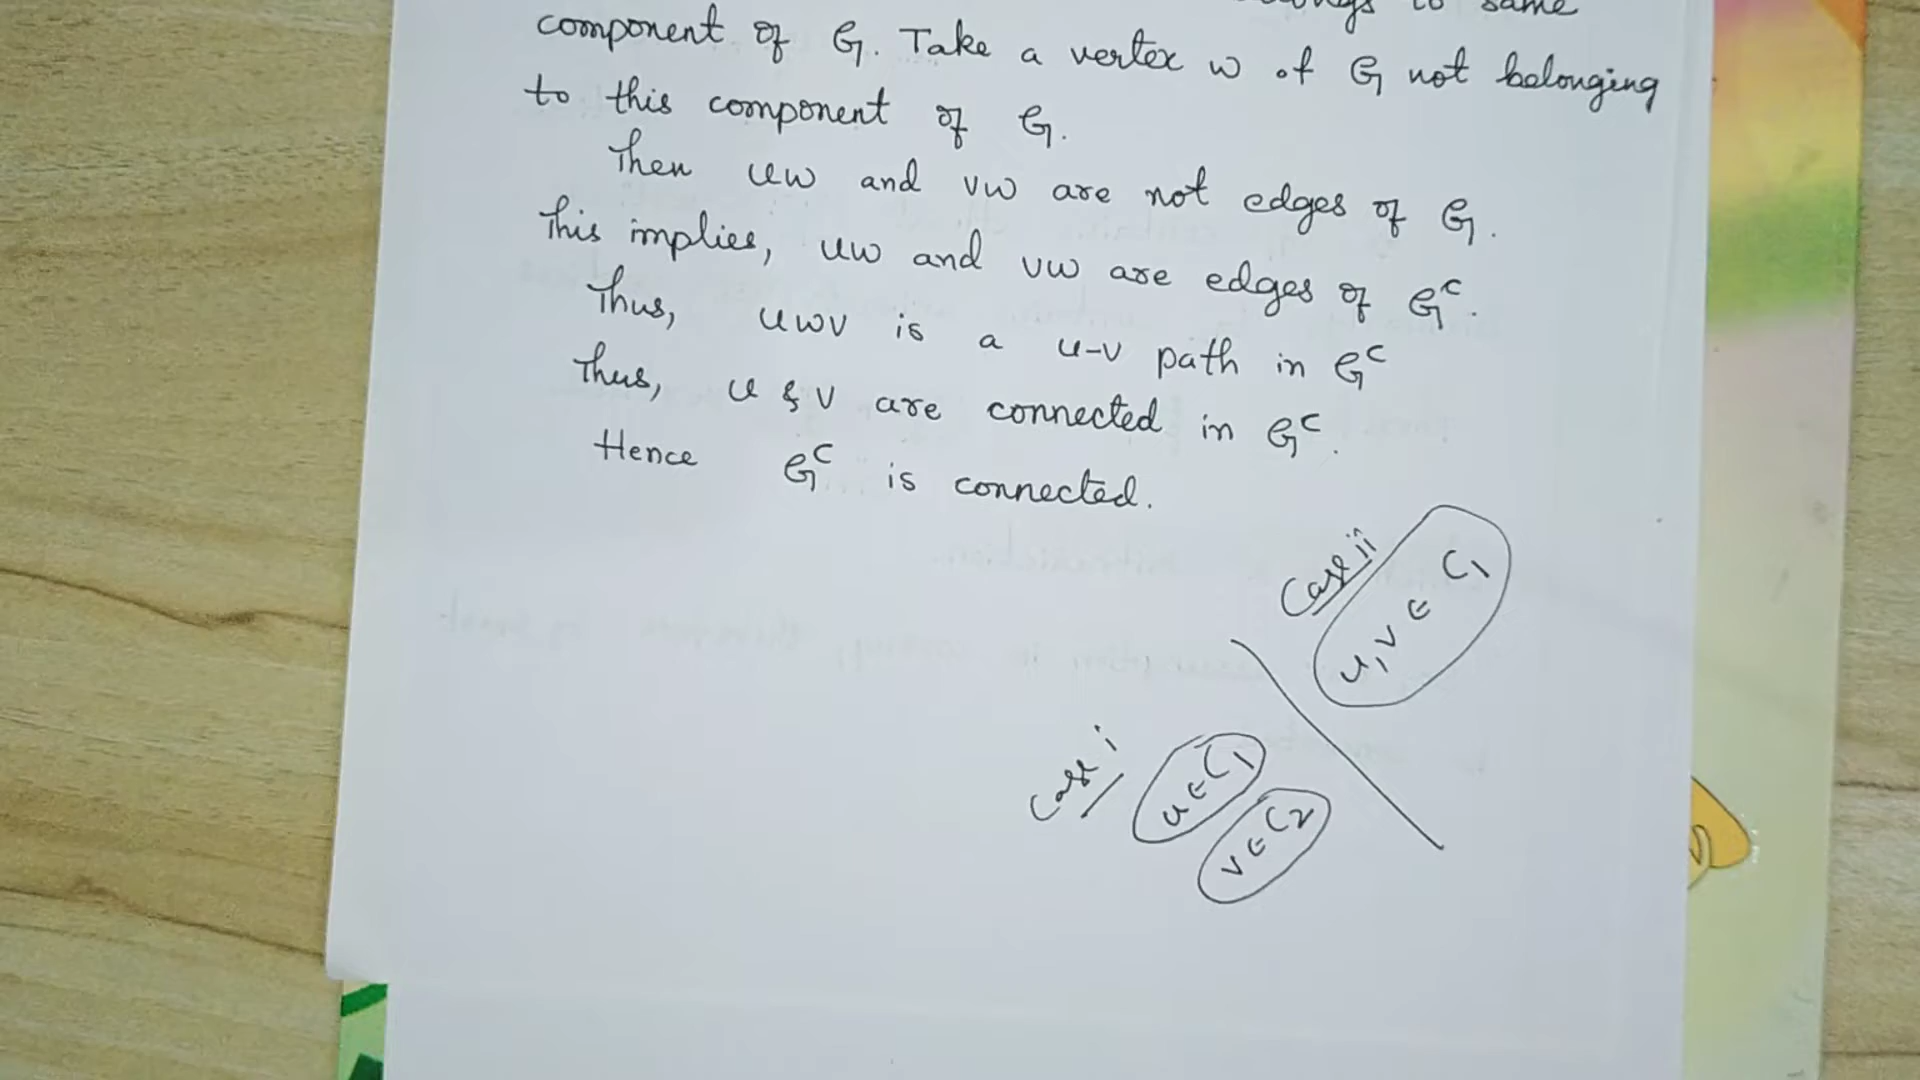 to same
component of G. Take a vertex w of G not belonging
to this component of G.
Then uw and vw are not edges of G.
This implies, uw and vw are edges of G^c.
Thus, uwv is a u-v path in G^c
Thus, u & v are connected in G^c.
Hence G^c is connected.
Case ii
u, v ∈ C1
Case i
u ∈ C1
v ∈ C2